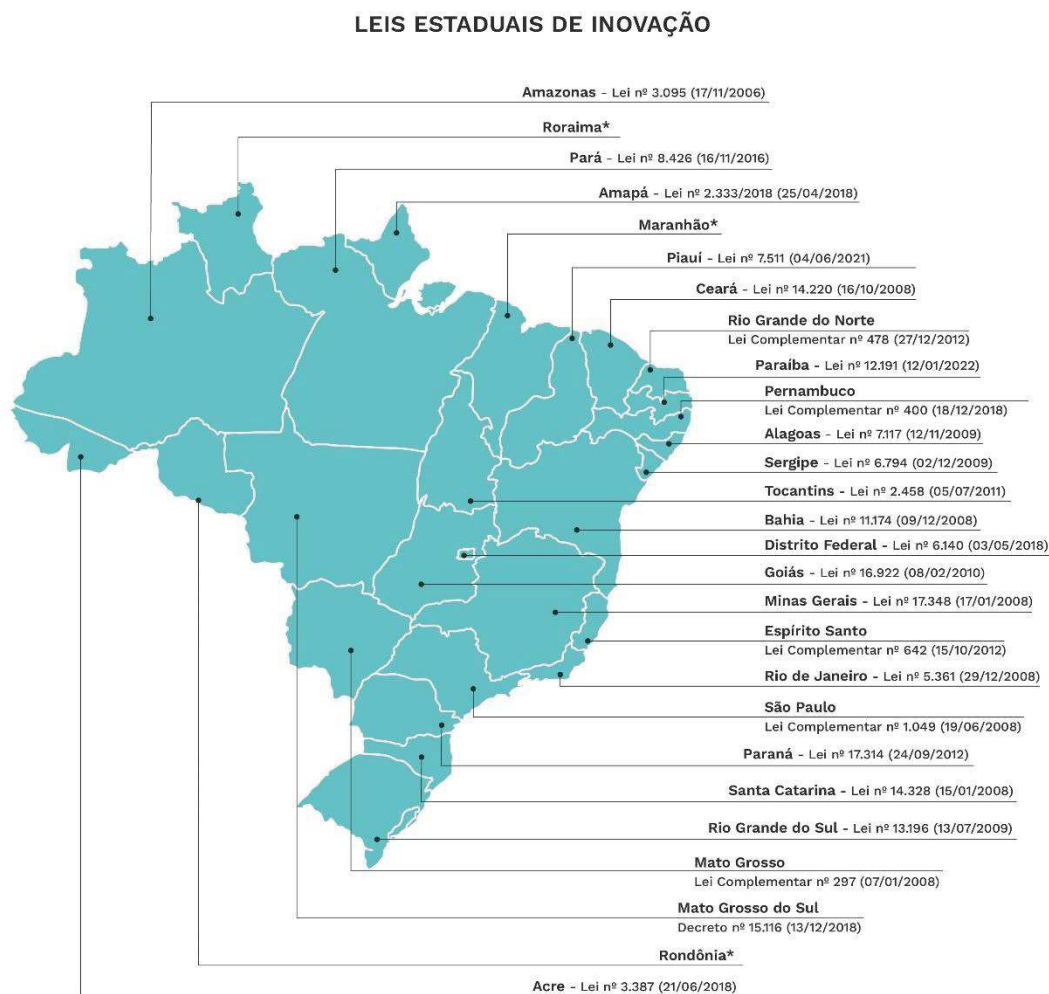 LEIS ESTADUAIS DE INOVAÇÃO
Amazonas - Lei nº 3.095 (17/11/2006)
Roraima*
Pará - Lei nº 8.426 (16/11/2016)
Amapá - Lei nº 2.333/2018 (25/04/2018)
Maranhão*
Piauí - Lei nº 7.511 (04/06/2021)
Ceará - Lei nº 14.220 (16/10/2008)
Rio Grande do Norte
Lei Complementar nº 478 (27/12/2012)
Paraíba - Lei nº 12.191 (12/01/2022)
Pernambuco
Lei Complementar nº 400 (18/12/2018)
Alagoas - Lei nº 7.117 (12/11/2009)
Sergipe - Lei nº 6.794 (02/12/2009)
Tocantins - Lei nº 2.458 (05/07/2011)
Bahia - Lei nº 11.174 (09/12/2008)
Distrito Federal - Lei nº 6.140 (03/05/2018)
Goiás - Lei nº 16.922 (08/02/2010)
Minas Gerais - Lei nº 17.348 (17/01/2008)
Espírito Santo
Lei Complementar nº 642 (15/10/2012)
Rio de Janeiro - Lei nº 5.361 (29/12/2008)
São Paulo
Lei Complementar nº 1.049 (19/06/2008)
Paraná - Lei nº 17.314 (24/09/2012)
Santa Catarina - Lei nº 14.328 (15/01/2008)
Rio Grande do Sul - Lei nº 13.196 (13/07/2009)
Mato Grosso
Lei Complementar nº 297 (07/01/2008)
Mato Grosso do Sul
Decreto nº 15.116 (13/12/2018)
Rondônia*
Acre - Lei nº 3.387 (21/06/2018)